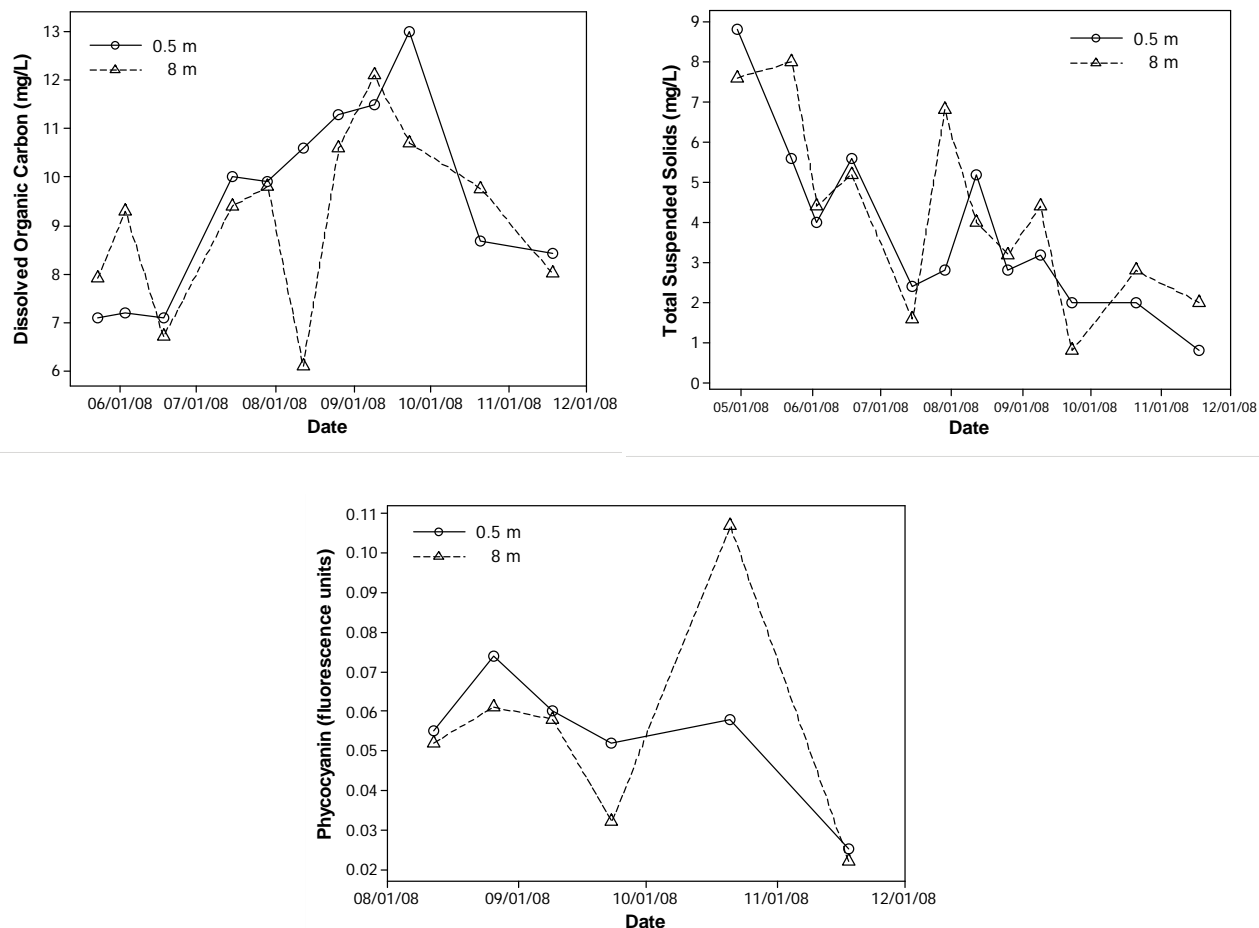 Dissolved Organic Carbon (mg/L)
13
12
11
10
9
8
7
6
0.5 m
8 m
06/01/08 07/01/08 08/01/08 09/01/08 10/01/08 11/01/08 12/01/08
Date
Total Suspended Solids (mg/L)
9
8
7
6
5
4
3
2
1
0
0.5 m
8 m
05/01/08 06/01/08 07/01/08 08/01/08 09/01/08 10/01/08 11/01/08 12/01/08
Date
Phycocyanin (fluorescence units)
0.11
0.10
0.09
0.08
0.07
0.06
0.05
0.04
0.03
0.02
0.5 m
8 m
08/01/08 09/01/08 10/01/08 11/01/08 12/01/08
Date